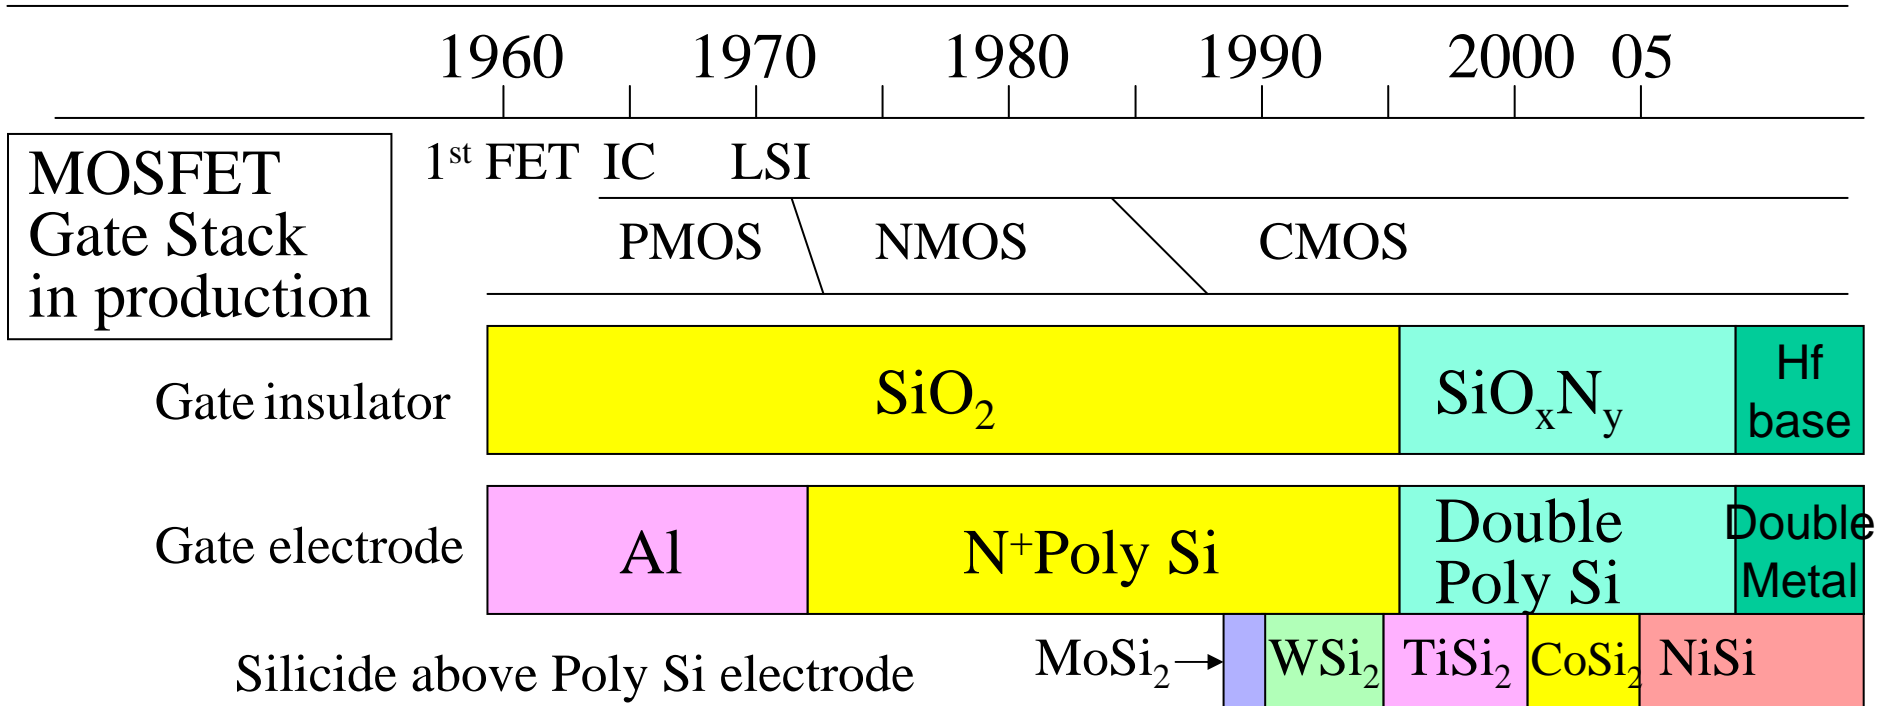 1960 1970 1980 1990 2000 05
1st FET IC LSI
MOSFET
Gate Stack
in production
PMOS NMOS CMOS
Gate insulator
SiO2
SiOxNy
Hf
base
Gate electrode
Al
N+Poly Si
Double
Poly Si
Double
Metal
Silicide above Poly Si electrode
MoSi2 WSi2 TiSi2 CoSi2 NiSi